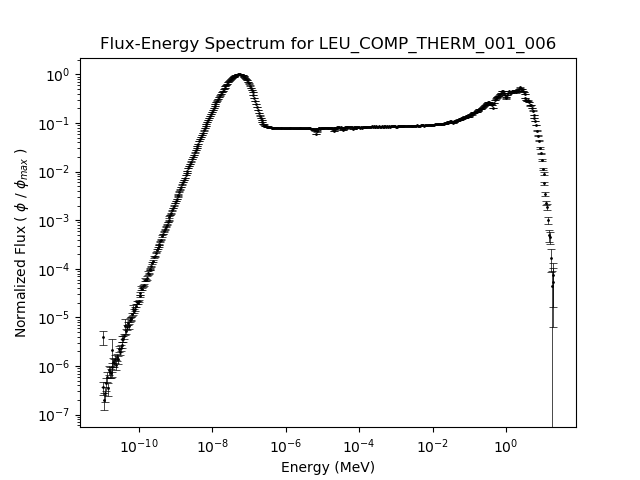 Flux-Energy Spectrum for LEU_COMP_THERM_001_006
Normalized Flux ( ϕ / ϕ_max )
10^0
10^-1
10^-2
10^-3
10^-4
10^-5
10^-6
10^-7
10^-10 10^-8 10^-6 10^-4 10^-2 10^0
Energy (MeV)